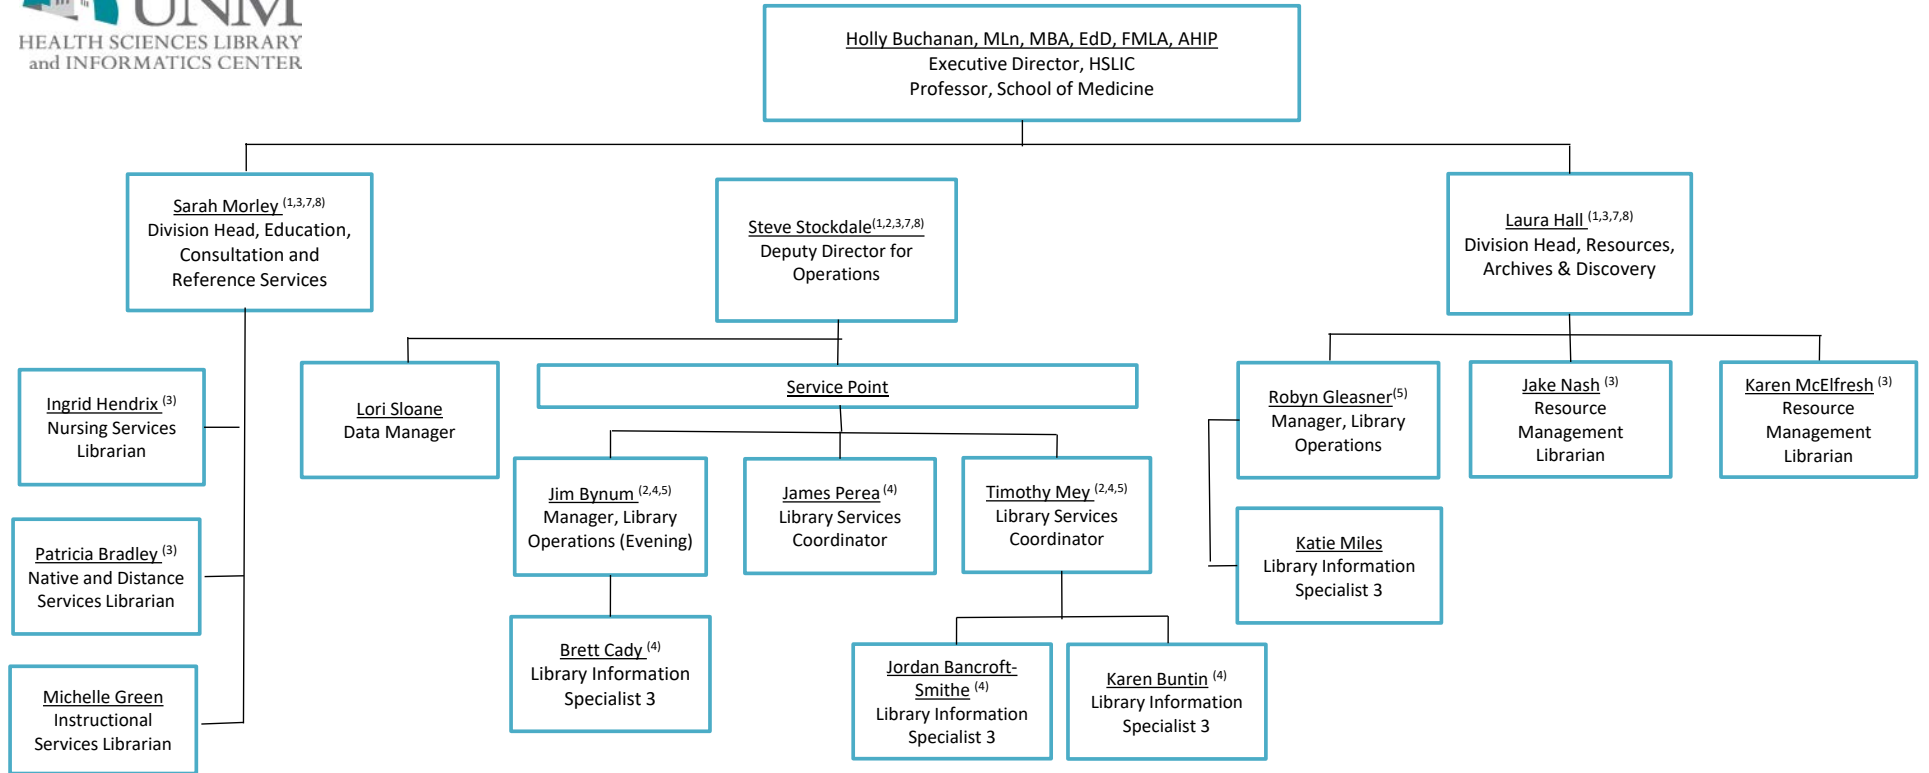 UNM
HEALTH SCIENCES LIBRARY
and INFORMATICS CENTER
Holly Buchanan, MLn, MBA, EdD, FMLA, AHIP
Executive Director, HSLIC
Professor, School of Medicine
Sarah Morley (1,3,7,8)
Division Head, Education,
Consultation and
Reference Services
Steve Stockdale(1,2,3,7,8)
Deputy Director for
Operations
Laura Hall (1,3,7,8)
Division Head, Resources,
Archives & Discovery
Ingrid Hendrix (3)
Nursing Services
Librarian
Patricia Bradley (3)
Native and Distance
Services Librarian
Michelle Green
Instructional
Services Librarian
Lori Sloane
Data Manager
Service Point
Jim Bynum (2,4,5)
Manager, Library
Operations (Evening)
James Perea (4)
Library Services
Coordinator
Timothy Mey (2,4,5)
Library Services
Coordinator
Brett Cady (4)
Library Information
Specialist 3
Jordan Bancroft-
Smithe (4)
Library Information
Specialist 3
Karen Buntin (4)
Library Information
Specialist 3
Robyn Gleasner(5)
Manager, Library
Operations
Jake Nash (3)
Resource
Management
Librarian
Karen McElfresh (3)
Resource
Management
Librarian
Katie Miles
Library Information
Specialist 3